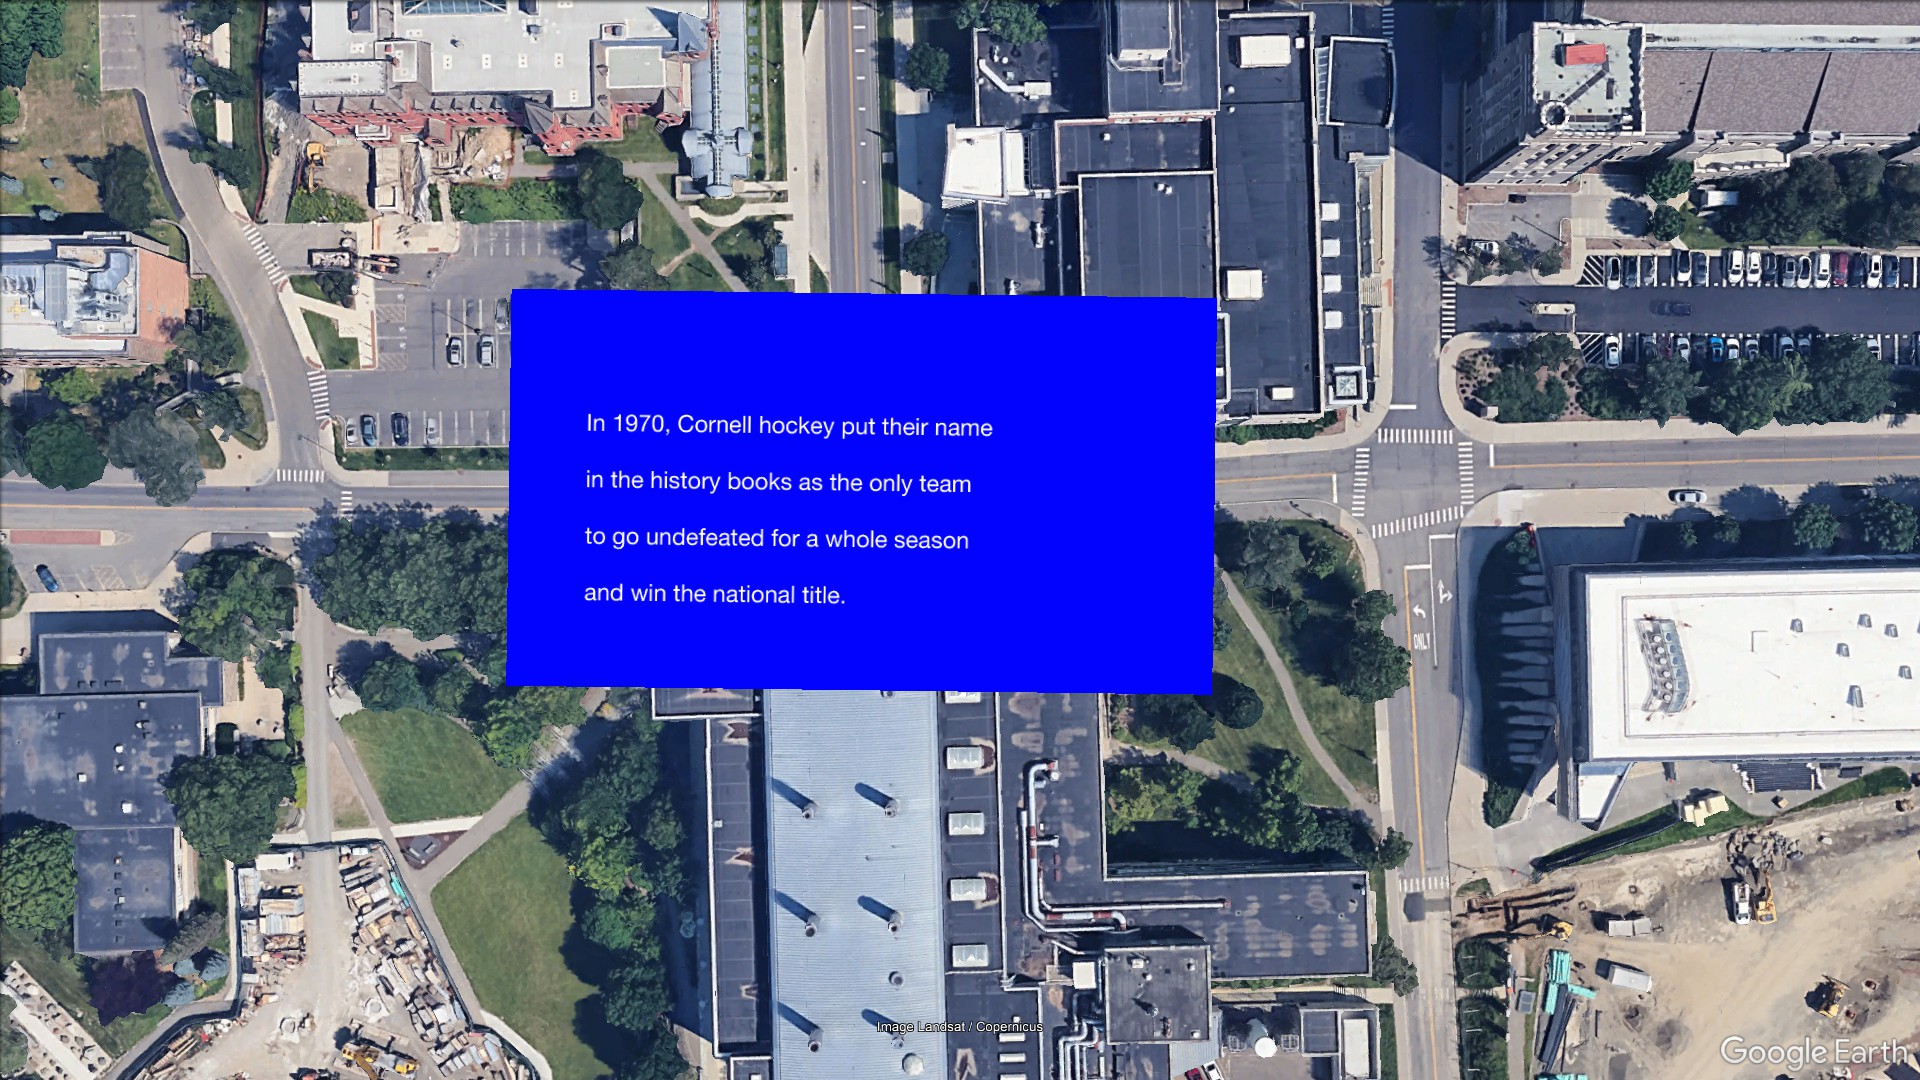 In 1970, Cornell hockey put their name
in the history books as the only team
to go undefeated for a whole season
and win the national title.
ONLY
Image Landsat / Copernicus
Google Earth